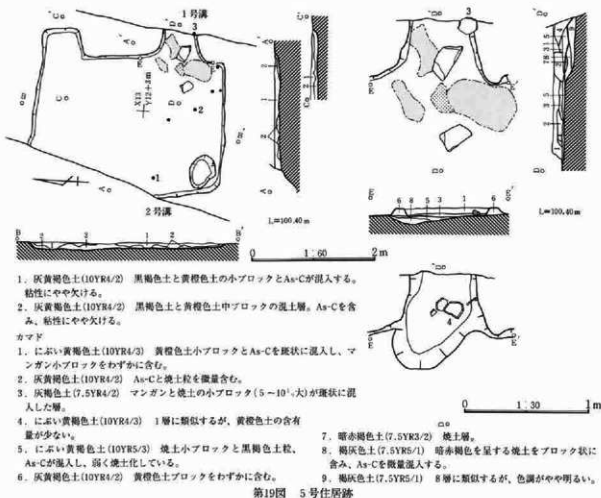 1号溝
3
3
C
C'
A'
D'
E
X13
Y12+3m
2
1
2号溝
L=100.40m
L=100.40m
6 8 5 3 1 6
B
B'
0 1:60 2m
1．灰黄褐色土(10YR4/2) 黒褐色土と黄橙色土の小ブロックとAs-Cが混入する。
粘性にやや欠ける。
2．灰黄褐色土(10YR4/2) 黒褐色土と黄橙色土中ブロックの混土層。As-Cを含
み、粘性にやや欠ける。
カマド
1．にぶい黄褐色土(10YR4/3) 黄橙色土小ブロックとAs-Cを斑状に混入し、マ
ンガン小ブロックをわずかに含む。
2．灰黄褐色土(10YR4/2) As-Cと焼土粒を微量含む。
3．灰褐色土(7.5YR4/2) マンガンと焼土の小ブロック(5～10㍉大)が斑状に混
入した層。
4．にぶい黄褐色土(10YR4/3) 1層に類似するが、黄橙色土の含有
量が少ない。
5．にぶい黄褐色土(10YR5/3) 焼土小ブロックと黒褐色土粒、
As-Cが混入し、弱く焼土化している。
6．灰黄褐色土(10YR4/2) 黄橙色土ブロックをわずかに含む。
4
0 1:30 1m
7．暗赤褐色土(7.5YR3/2) 焼土層。
8．褐灰色土(7.5YR5/1) 暗赤褐色を呈する焼土をブロック状に
含み、As-Cを微量混入する。
9．褐灰色土(7.5YR5/1) 8層に類似するが、色調がやや明るい。
第19図 5号住居跡